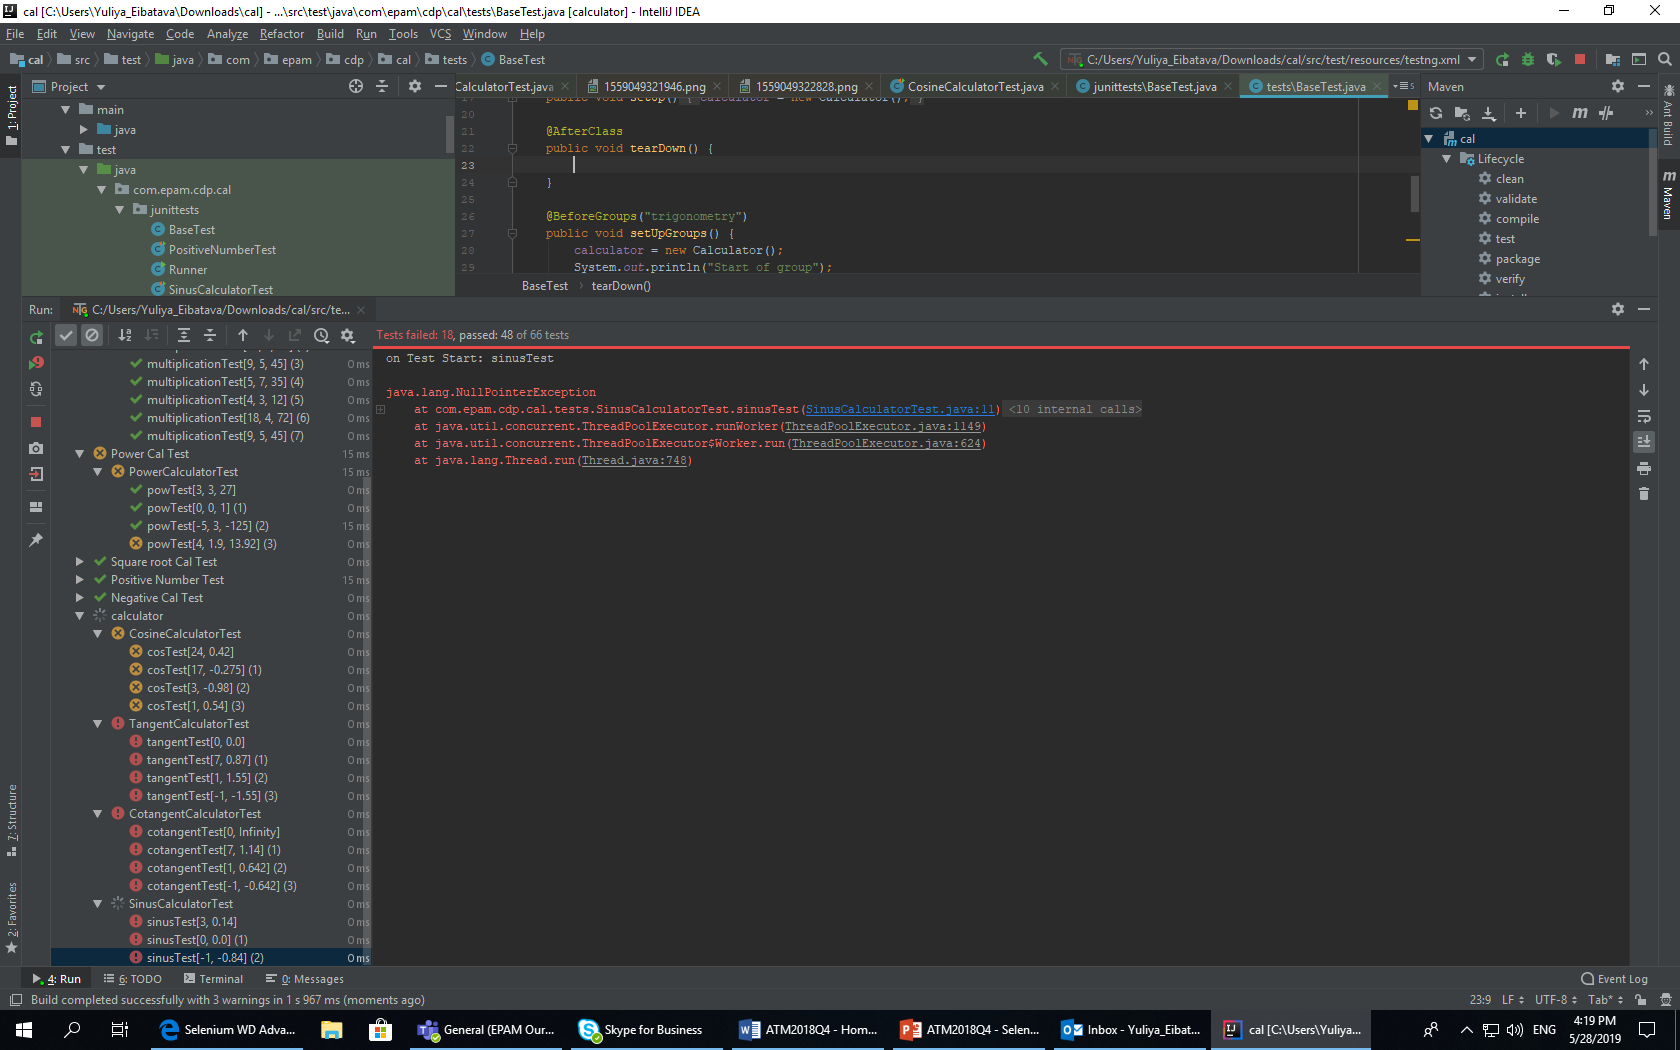 cal [C:\Users\Yuliya_Eibatava\Downloads\cal] - ...\src\test\java\com\epam\cdp\cal\tests\BaseTest.java [calculator] - IntelliJ IDEA
File Edit View Navigate Code Analyze Refactor Build Run Tools VCS Window Help
cal src test java com epam cdp cal tests BaseTest
C:/Users/Yuliya_Eibatava/Downloads/cal/src/test/resources/testng.xml
1: Project
Project
main
java
test
java
com.epam.cdp.cal
junittests
BaseTest
PositiveNumberTest
Runner
SinusCalculatorTest
CalculatorTest.java 1559049321946.png 1559049322828.png CosineCalculatorTest.java junittests\BaseTest.java tests\BaseTest.java
5
public void setUp() { calculator = new Calculator(); }
20
21 @AfterClass
22 public void tearDown() {
23
24 }
25
26 @BeforeGroups("trigonometry")
27 public void setUpGroups() {
28 calculator = new Calculator();
29 System.out.println("Start of group");
BaseTest tearDown()
Maven
cal
Lifecycle
clean
validate
compile
test
package
verify
Ant Build
Maven
Run: C:/Users/Yuliya_Eibatava/Downloads/cal/src/te...
Tests failed: 18, passed: 48 of 66 tests
multiplicationTest[9, 5, 45] (3) 0 ms
multiplicationTest[5, 7, 35] (4) 0 ms
multiplicationTest[4, 3, 12] (5) 0 ms
multiplicationTest[18, 4, 72] (6) 0 ms
multiplicationTest[9, 5, 45] (7) 0 ms
Power Cal Test 15 ms
PowerCalculatorTest 15 ms
powTest[3, 3, 27] 0 ms
powTest[0, 0, 1] (1) 0 ms
powTest[-5, 3, -125] (2) 15 ms
powTest[4, 1.9, 13.92] (3) 0 ms
Square root Cal Test 0 ms
Positive Number Test 15 ms
Negative Cal Test 0 ms
calculator 0 ms
CosineCalculatorTest 0 ms
cosTest[24, 0.42] 0 ms
cosTest[17, -0.275] (1) 0 ms
cosTest[3, -0.98] (2) 0 ms
cosTest[1, 0.54] (3) 0 ms
TangentCalculatorTest 0 ms
tangentTest[0, 0.0] 0 ms
tangentTest[7, 0.87] (1) 0 ms
tangentTest[1, 1.55] (2) 0 ms
tangentTest[-1, -1.55] (3) 0 ms
CotangentCalculatorTest 0 ms
cotangentTest[0, Infinity] 0 ms
cotangentTest[7, 1.14] (1) 0 ms
cotangentTest[1, 0.642] (2) 0 ms
cotangentTest[-1, -0.642] (3) 0 ms
SinusCalculatorTest 0 ms
sinusTest[3, 0.14] 0 ms
sinusTest[0, 0.0] (1) 0 ms
sinusTest[-1, -0.84] (2) 0 ms
on Test Start: sinusTest
java.lang.NullPointerException
at com.epam.cdp.cal.tests.SinusCalculatorTest.sinusTest(SinusCalculatorTest.java:11) <10 internal calls>
at java.util.concurrent.ThreadPoolExecutor.runWorker(ThreadPoolExecutor.java:1149)
at java.util.concurrent.ThreadPoolExecutor$Worker.run(ThreadPoolExecutor.java:624)
at java.lang.Thread.run(Thread.java:748)
7: Structure
2: Favorites
4: Run 6: TODO Terminal 0: Messages Event Log
Build completed successfully with 3 warnings in 1 s 967 ms (moments ago) 23:9 LF UTF-8 Tab*
Selenium WD Adva... General (EPAM Our... Skype for Business ATM2018Q4 - Hom... ATM2018Q4 - Selen... Inbox - Yuliya_Eibat... cal [C:\Users\Yuliya... ENG
4:19 PM
5/28/2019